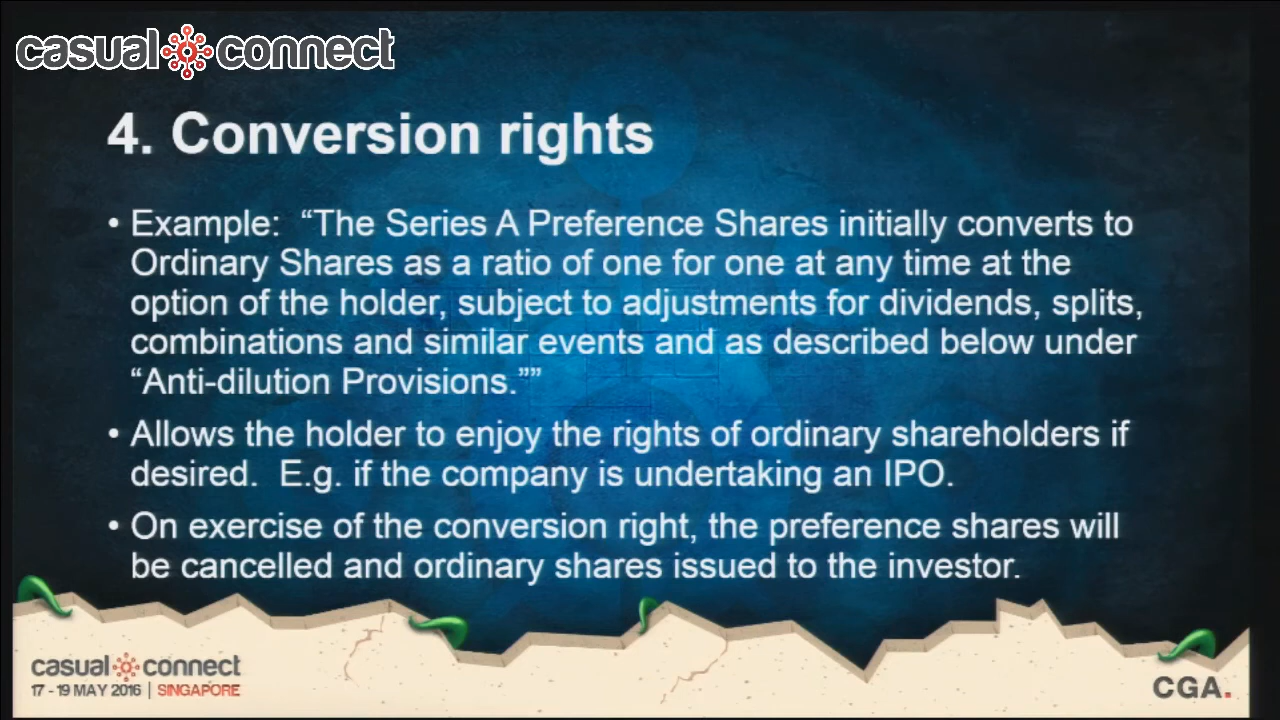 casual connect
4. Conversion rights
• Example:  “The Series A Preference Shares initially converts to
Ordinary Shares as a ratio of one for one at any time at the
option of the holder, subject to adjustments for dividends, splits,
combinations and similar events and as described below under
“Anti-dilution Provisions.””
• Allows the holder to enjoy the rights of ordinary shareholders if
desired.  E.g. if the company is undertaking an IPO.
• On exercise of the conversion right, the preference shares will
be cancelled and ordinary shares issued to the investor.
casual connect
17 - 19 MAY 2016 | SINGAPORE
CGA.